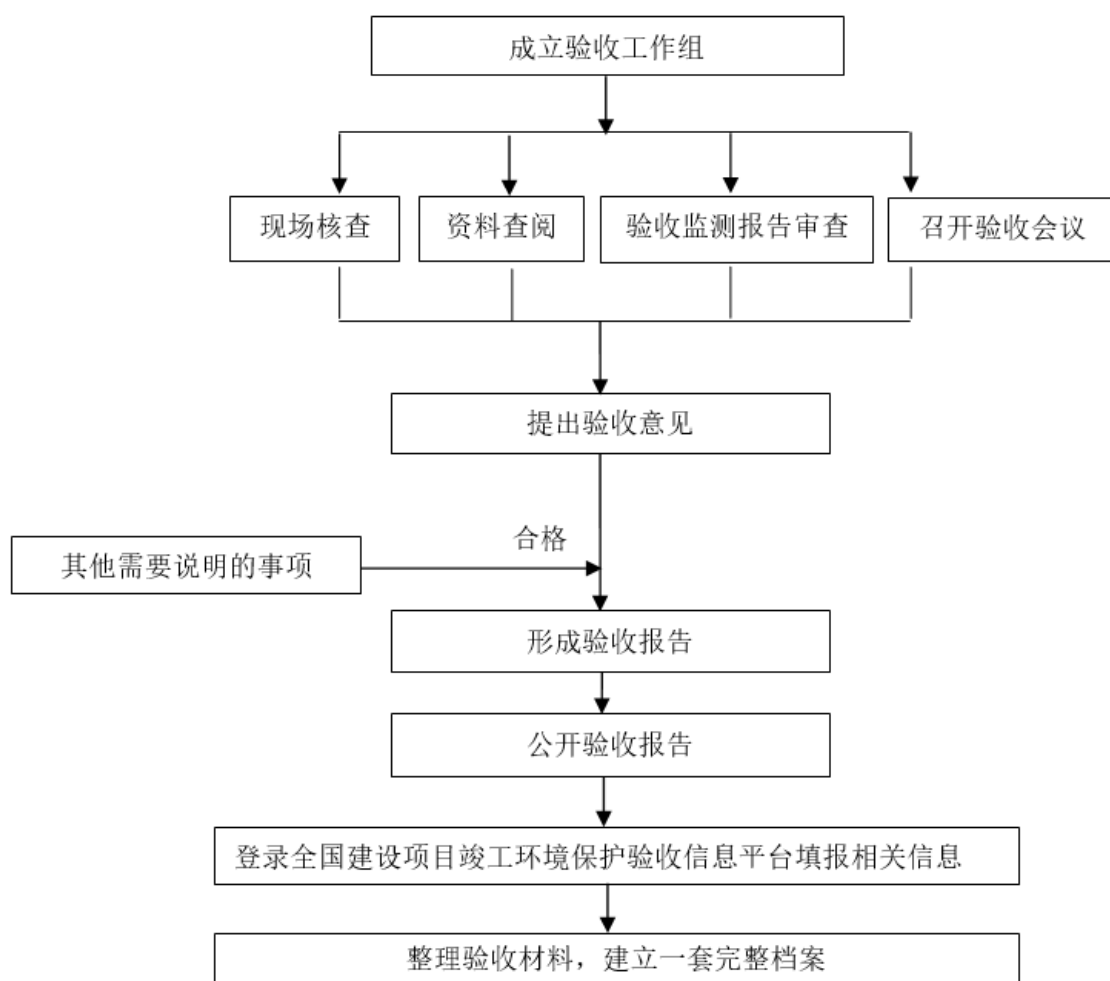 成立验收工作组
现场核查
资料查阅
验收监测报告审查
召开验收会议
提出验收意见
合格
其他需要说明的事项
形成验收报告
公开验收报告
登录全国建设项目竣工环境保护验收信息平台填报相关信息
整理验收材料，建立一套完整档案